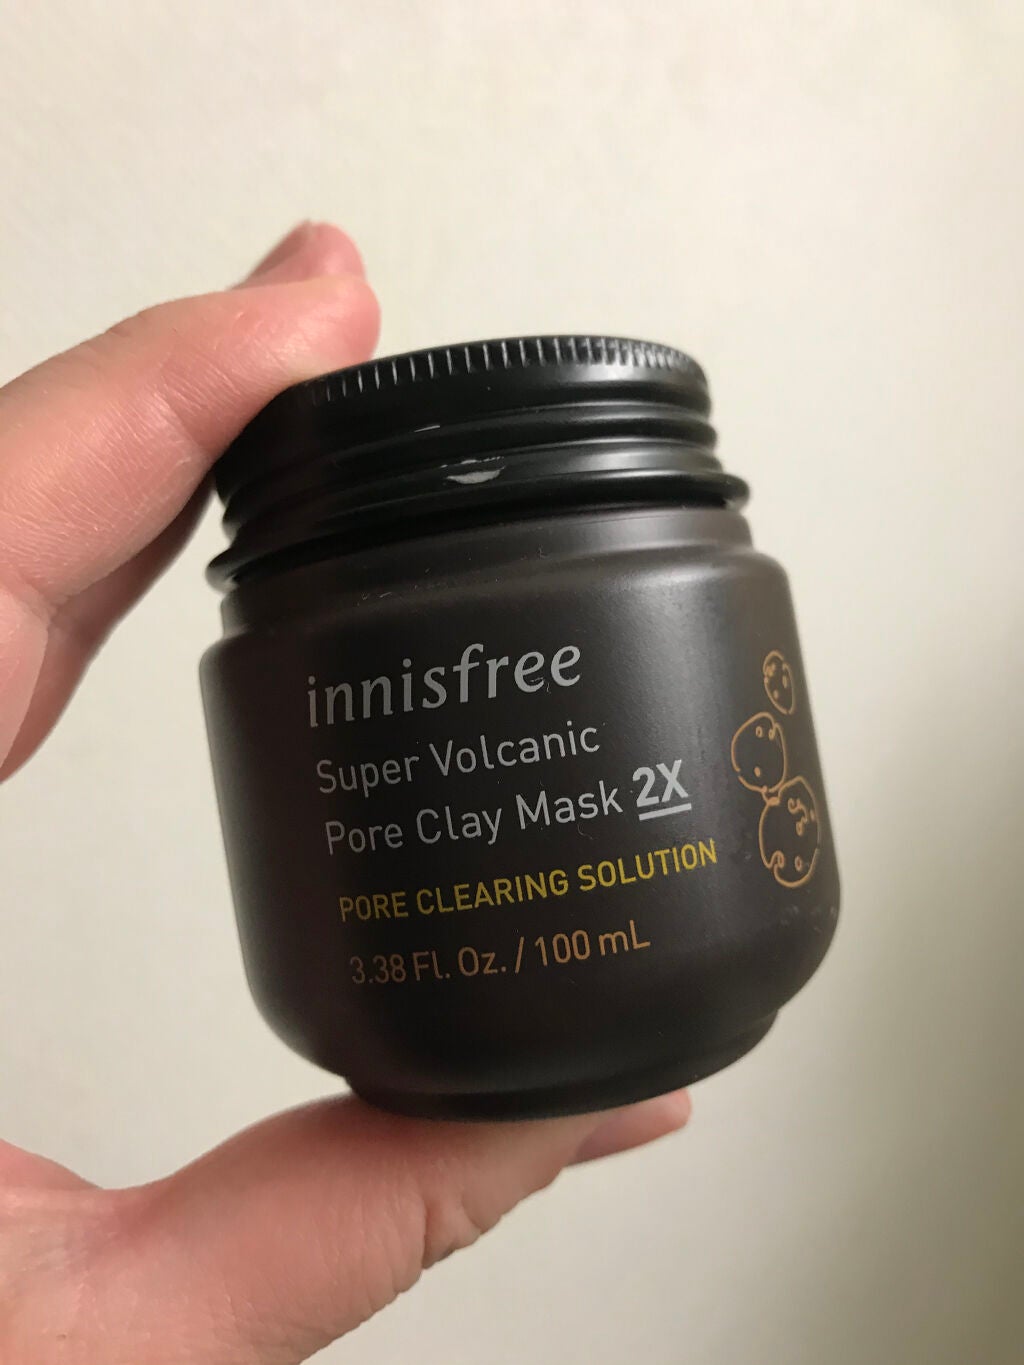 innisfree
Super Volcanic
Pore Clay Mask 2X
PORE CLEARING SOLUTION
3.38 Fl. Oz. / 100 mL